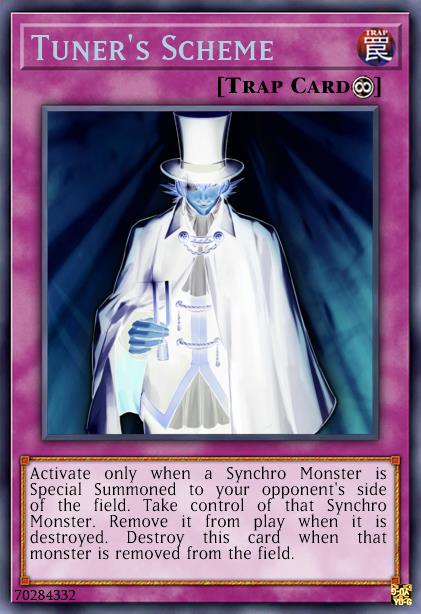 Tuner's Scheme
TRAP
罠
[Trap Card]
Activate only when a Synchro Monster is
Special Summoned to your opponent's side
of the field. Take control of that Synchro
Monster. Remove it from play when it is
destroyed. Destroy this card when that
monster is removed from the field.
70284332